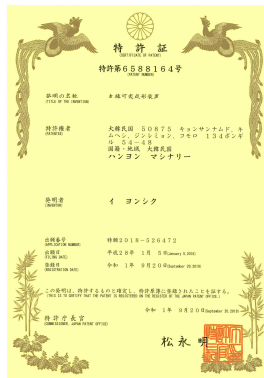 特許証
(CERTIFICATE OF PATENT)
特許第6588164号
(PATENT NUMBER)
発明の名称
(TITLE OF THE INVENTION)
特許権者
(PATENTEE)
大韓民国 50875 キョンサンナムド、キ
ムヘシ、ジンレミョン、コモロ 134ボンギ
ル 54-48
国籍・地域 大韓民国
ハンヨン マシナリー
発明者
(INVENTOR)
イ ヨンシク
出願番号
(APPLICATION NUMBER)
特願2018-526472
出願日
(FILING DATE)
平成28年 1月 5日(January 5,2016)
登録日
(REGISTRATION DATE)
令和 1年 9月20日(September 20,2019)
この発明は、特許するものと確定し、特許原簿に登録されたことを証する。
(THIS IS TO CERTIFY THAT THE PATENT IS REGISTERED ON THE REGISTER OF THE JAPAN PATENT OFFICE.)
令和 1年 9月20日(September 20,2019)
特許庁長官
(COMMISSIONER, JAPAN PATENT OFFICE)
松永 明